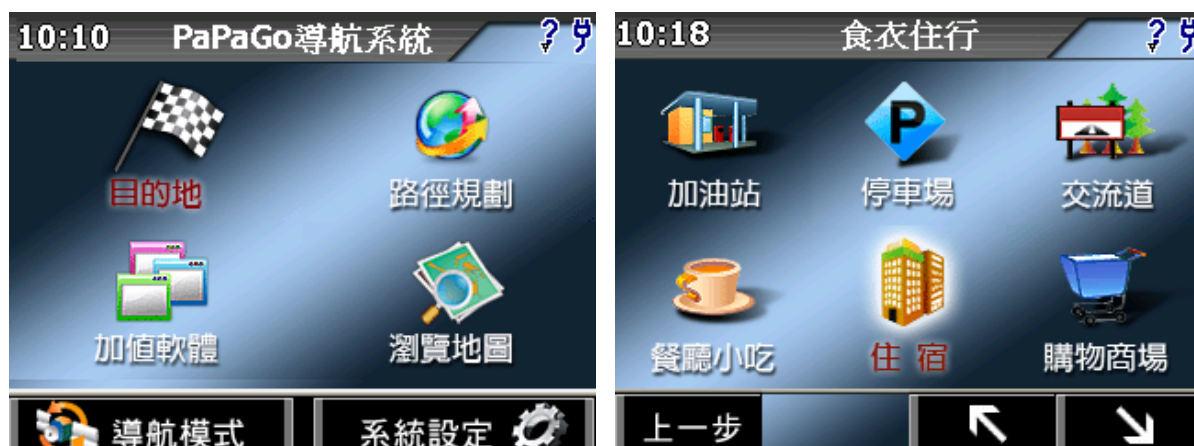 10:10 PaPaGo導航系統
目的地 路徑規劃
加值軟體 瀏覽地圖
導航模式 系統設定
10:18 食衣住行
加油站 停車場 交流道
餐廳小吃 住宿 購物商場
上一步